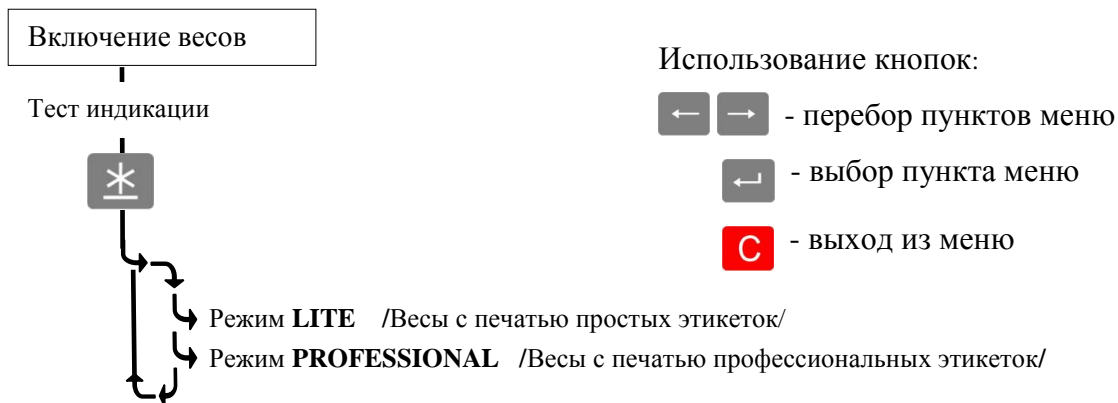 Включение весов
Тест индикации
Использование кнопок:
← → - перебор пунктов меню
↵ - выбор пункта меню
C - выход из меню
Режим LITE /Весы с печатью простых этикеток/
Режим PROFESSIONAL /Весы с печатью профессиональных этикеток/